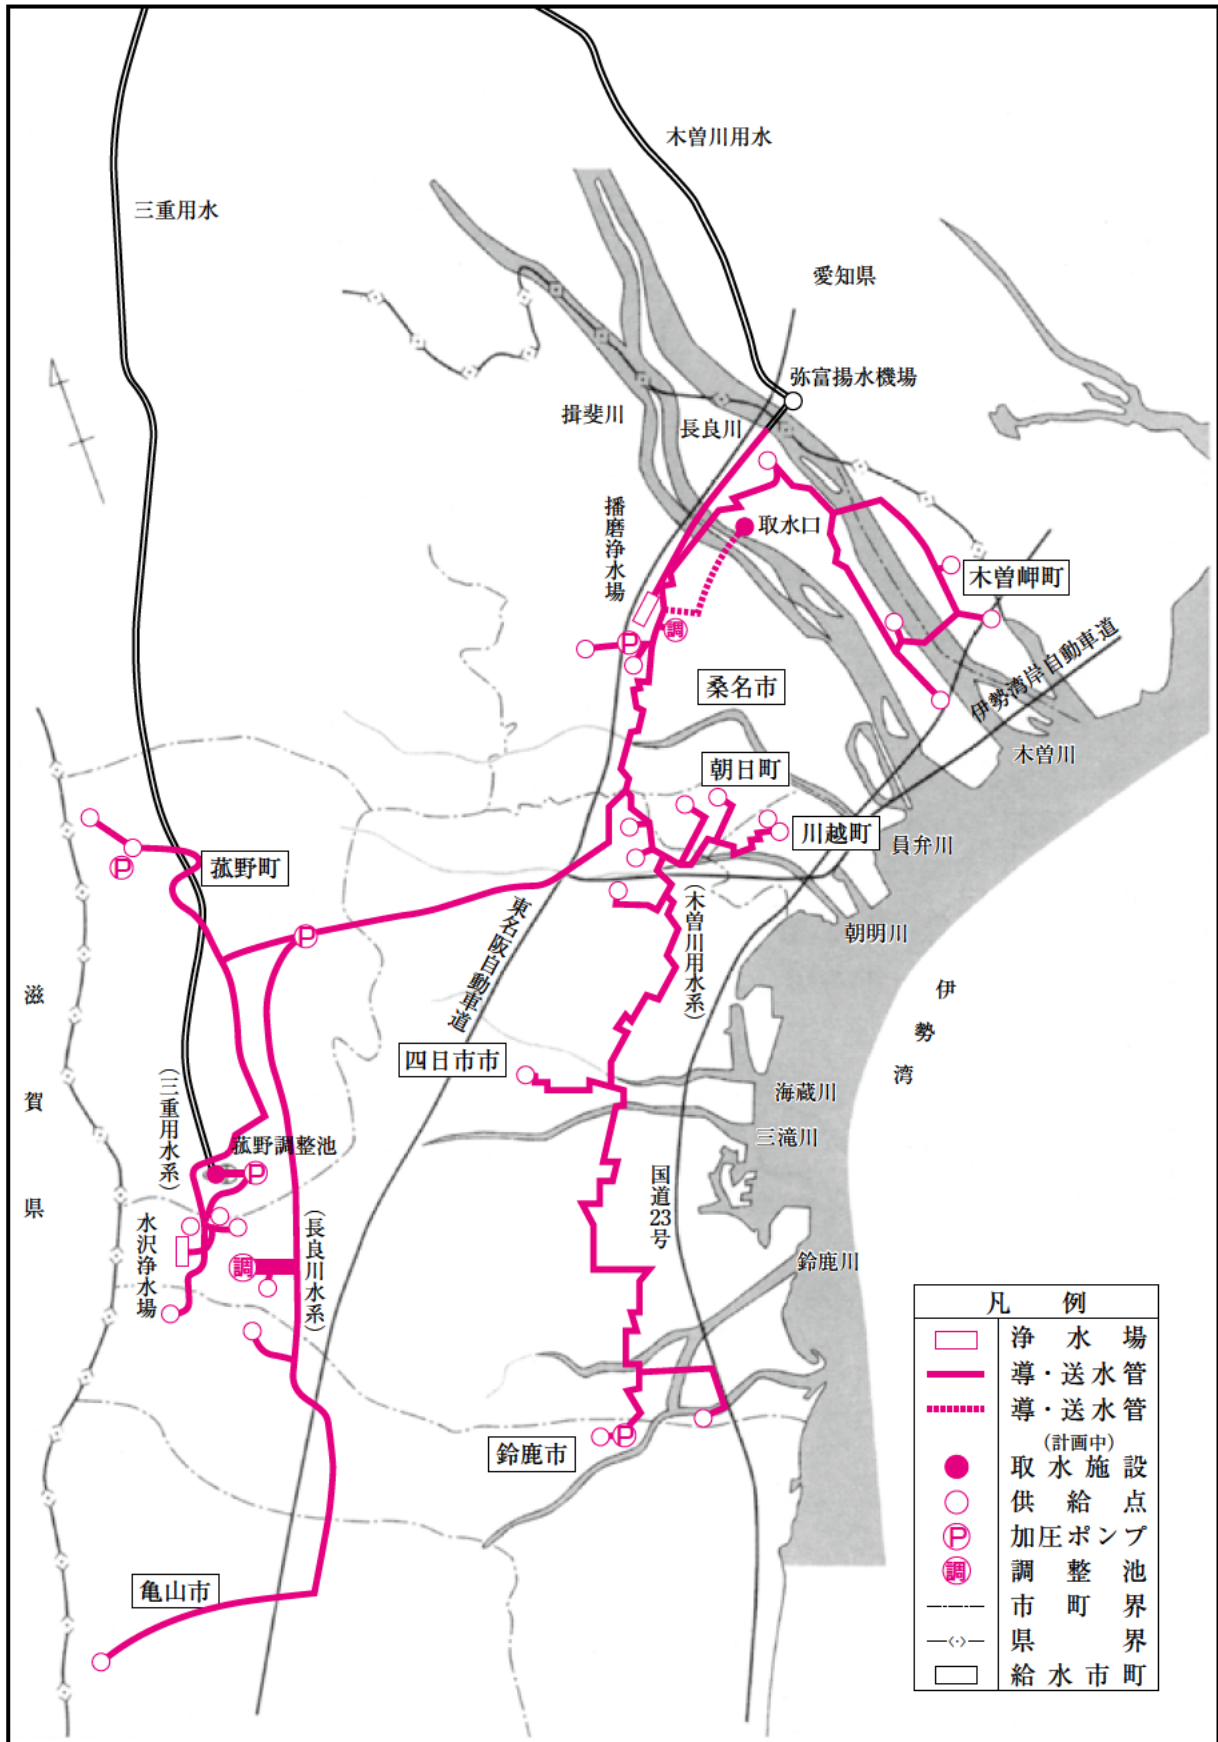 木曽川用水
三重用水
愛知県
弥富揚水機場
揖斐川
長良川
播磨浄水場
取水口
木曽岬町
調
P
桑名市
伊勢湾岸自動車道
木曽川
朝日町
川越町
員弁川
菰野町
P
P
東名阪自動車道
(木曽川用水系)
朝明川
伊勢湾
滋賀県
四日市市
海蔵川
三滝川
(三重用水系)
菰野調整池
P
国道23号
水沢浄水場
調
(長良川水系)
鈴鹿川
鈴鹿市
P
亀山市
凡例
浄水場
導・送水管
導・送水管
(計画中)
取水施設
供給点
P 加圧ポンプ
調 調整池
市町界
県界
給水市町